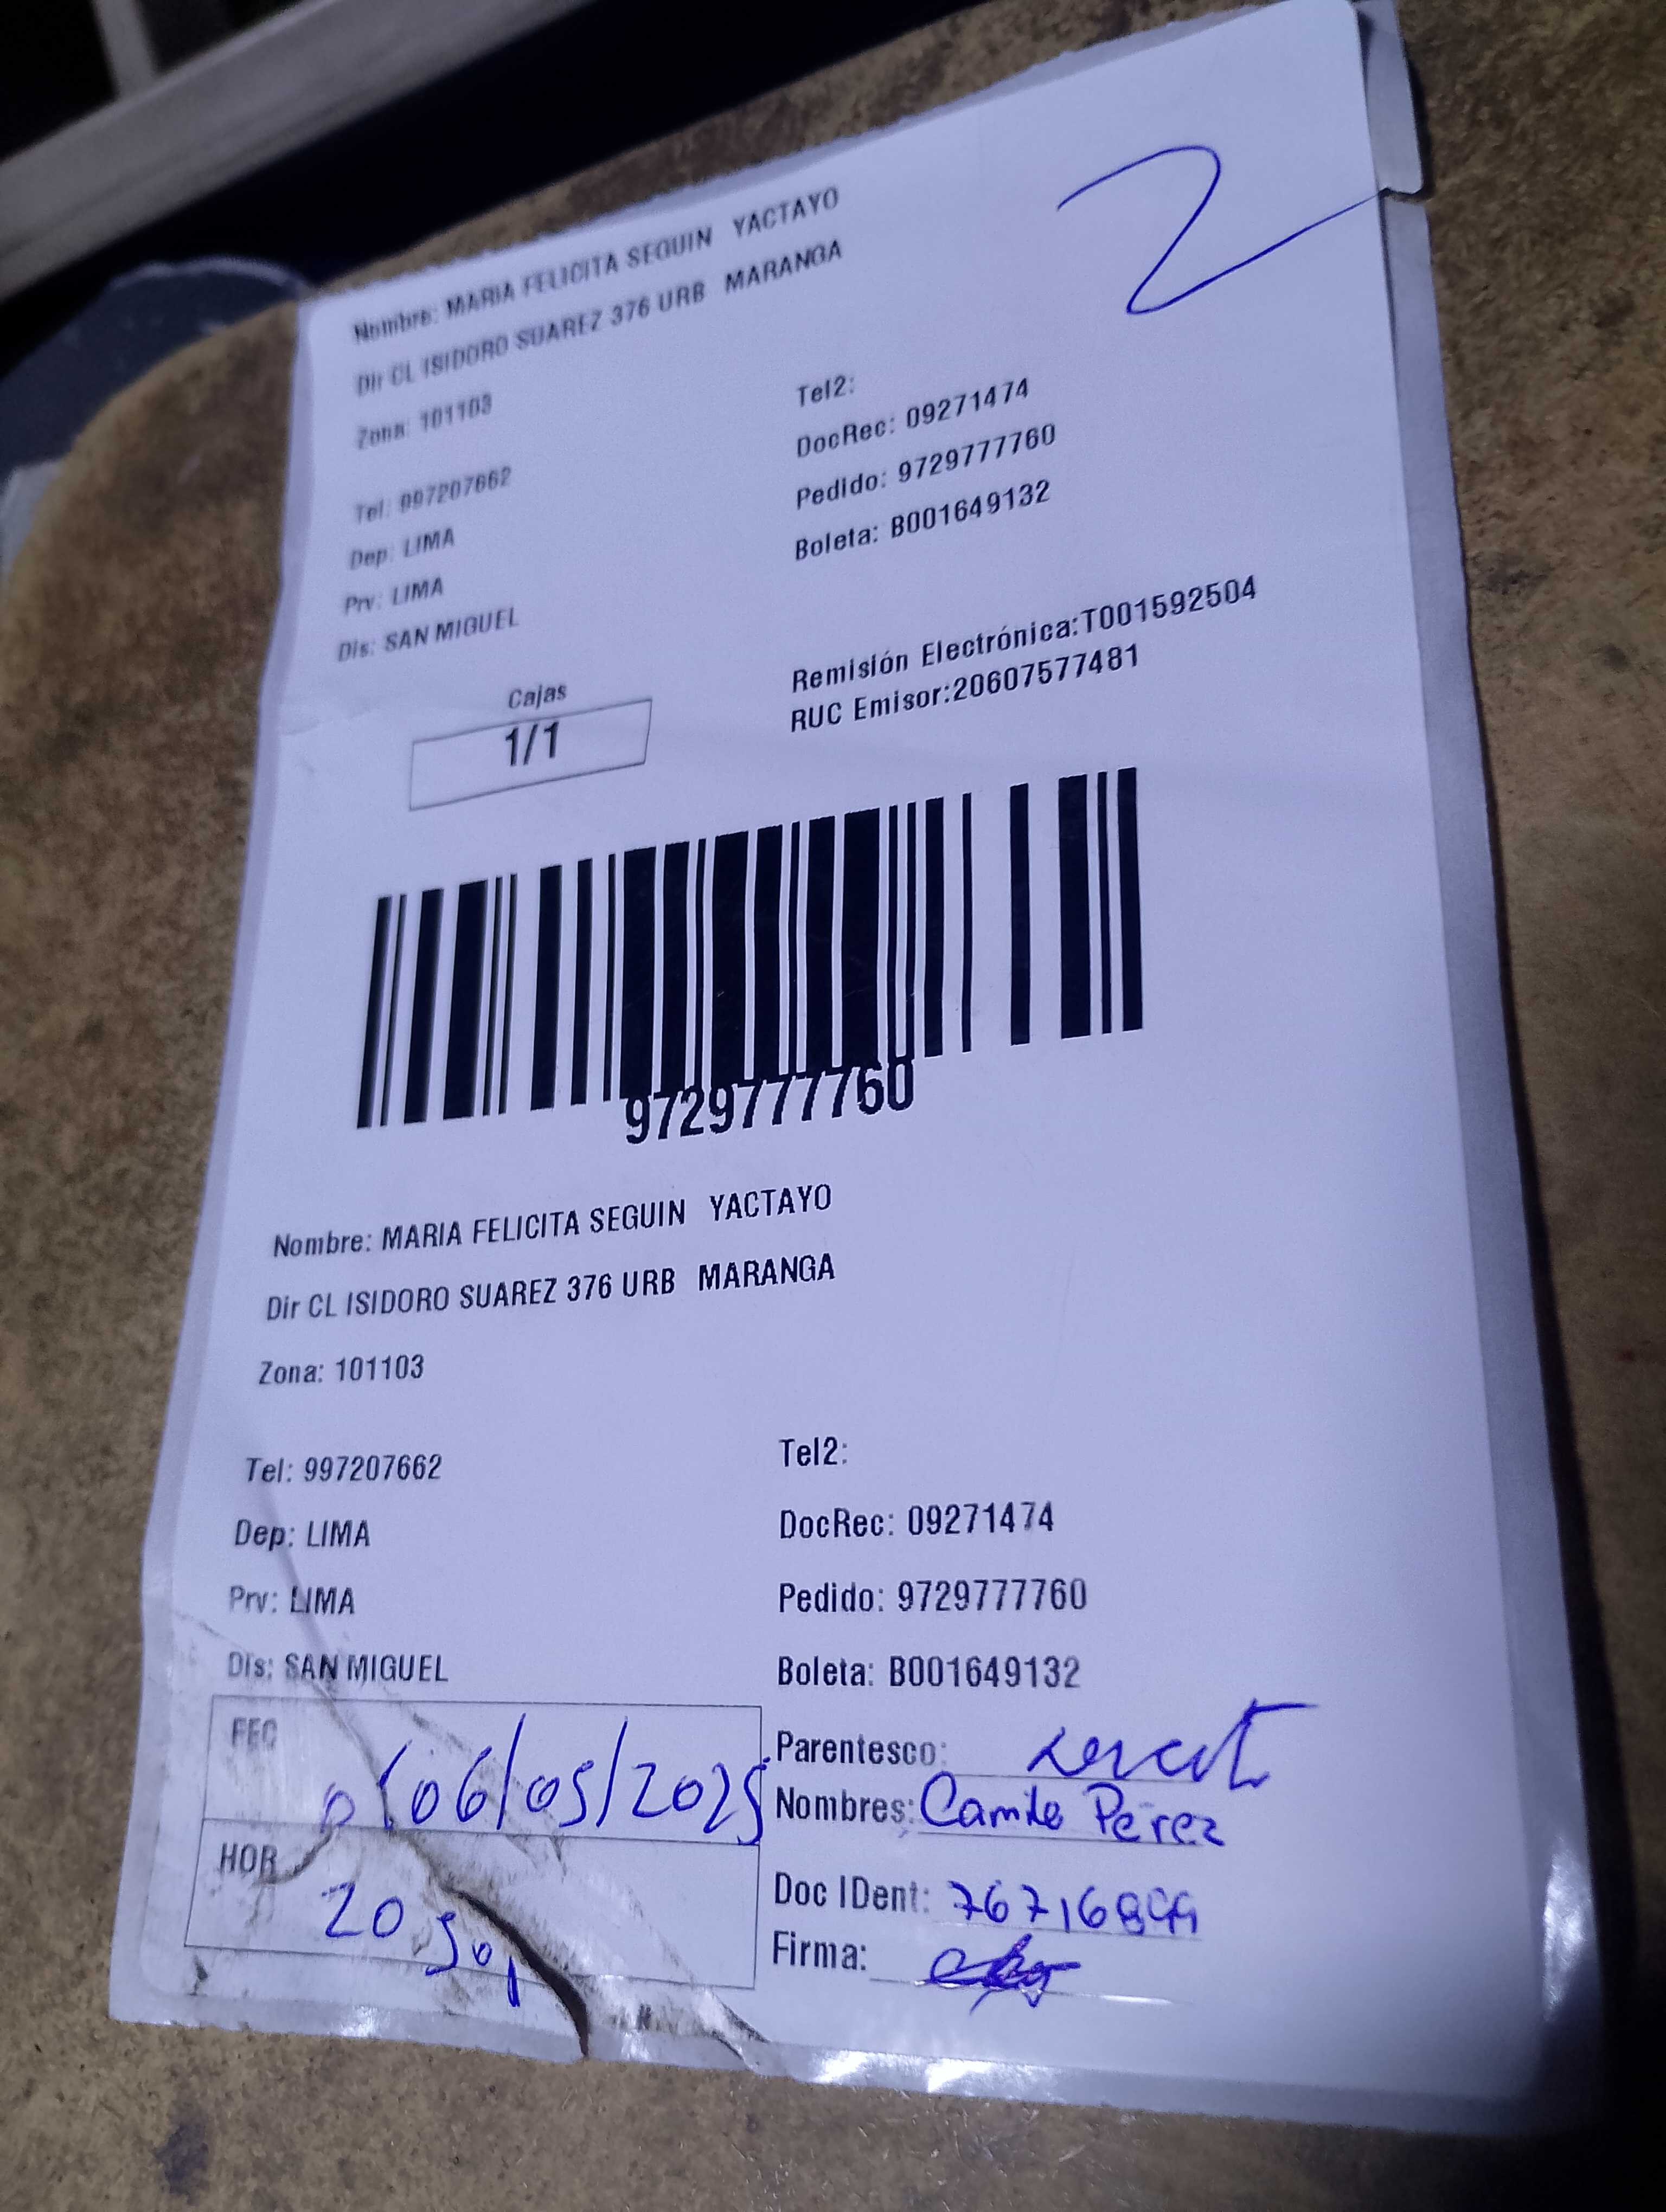 2
Nombre: MARIA FELICITA SEGUIN YACTAYO
Dir CL ISIDORO SUAREZ 376 URB MARANGA
Zona: 101103
Tel2:
DocRec: 09271474
Tel: 997207662
Pedido: 9729777760
Dep: LIMA
Boleta: B001649132
Prv: LIMA
Dis: SAN MIGUEL
Remisión Electrónica:T001592504
RUC Emisor:20607577481
Cajas
1/1
9729777760
Nombre: MARIA FELICITA SEGUIN YACTAYO
Dir CL ISIDORO SUAREZ 376 URB MARANGA
Zona: 101103
Tel: 997207662
Tel2:
Dep: LIMA
DocRec: 09271474
Prv: LIMA
Pedido: 9729777760
Dis: SAN MIGUEL
Boleta: B001649132
FEC
06/05/2025
Parentesco:
Nombres: Camile Pérez
HOR
20
Doc IDent: 76716899
Firma: